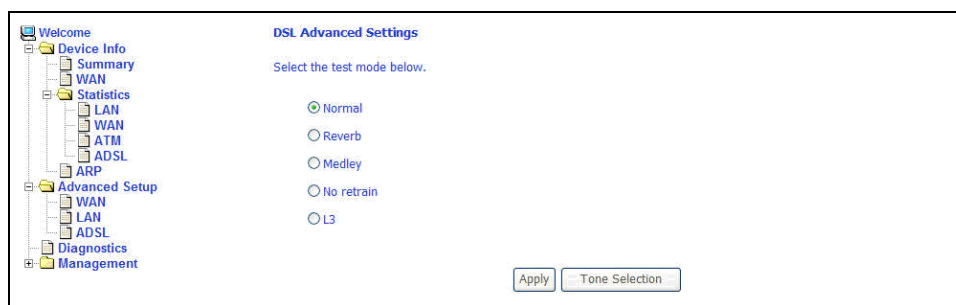 Welcome
Device Info
Summary
WAN
Statistics
LAN
WAN
ATM
ADSL
ARP
Advanced Setup
WAN
LAN
ADSL
Diagnostics
Management
DSL Advanced Settings
Select the test mode below.
Normal
Reverb
Medley
No retrain
L3
Apply
Tone Selection